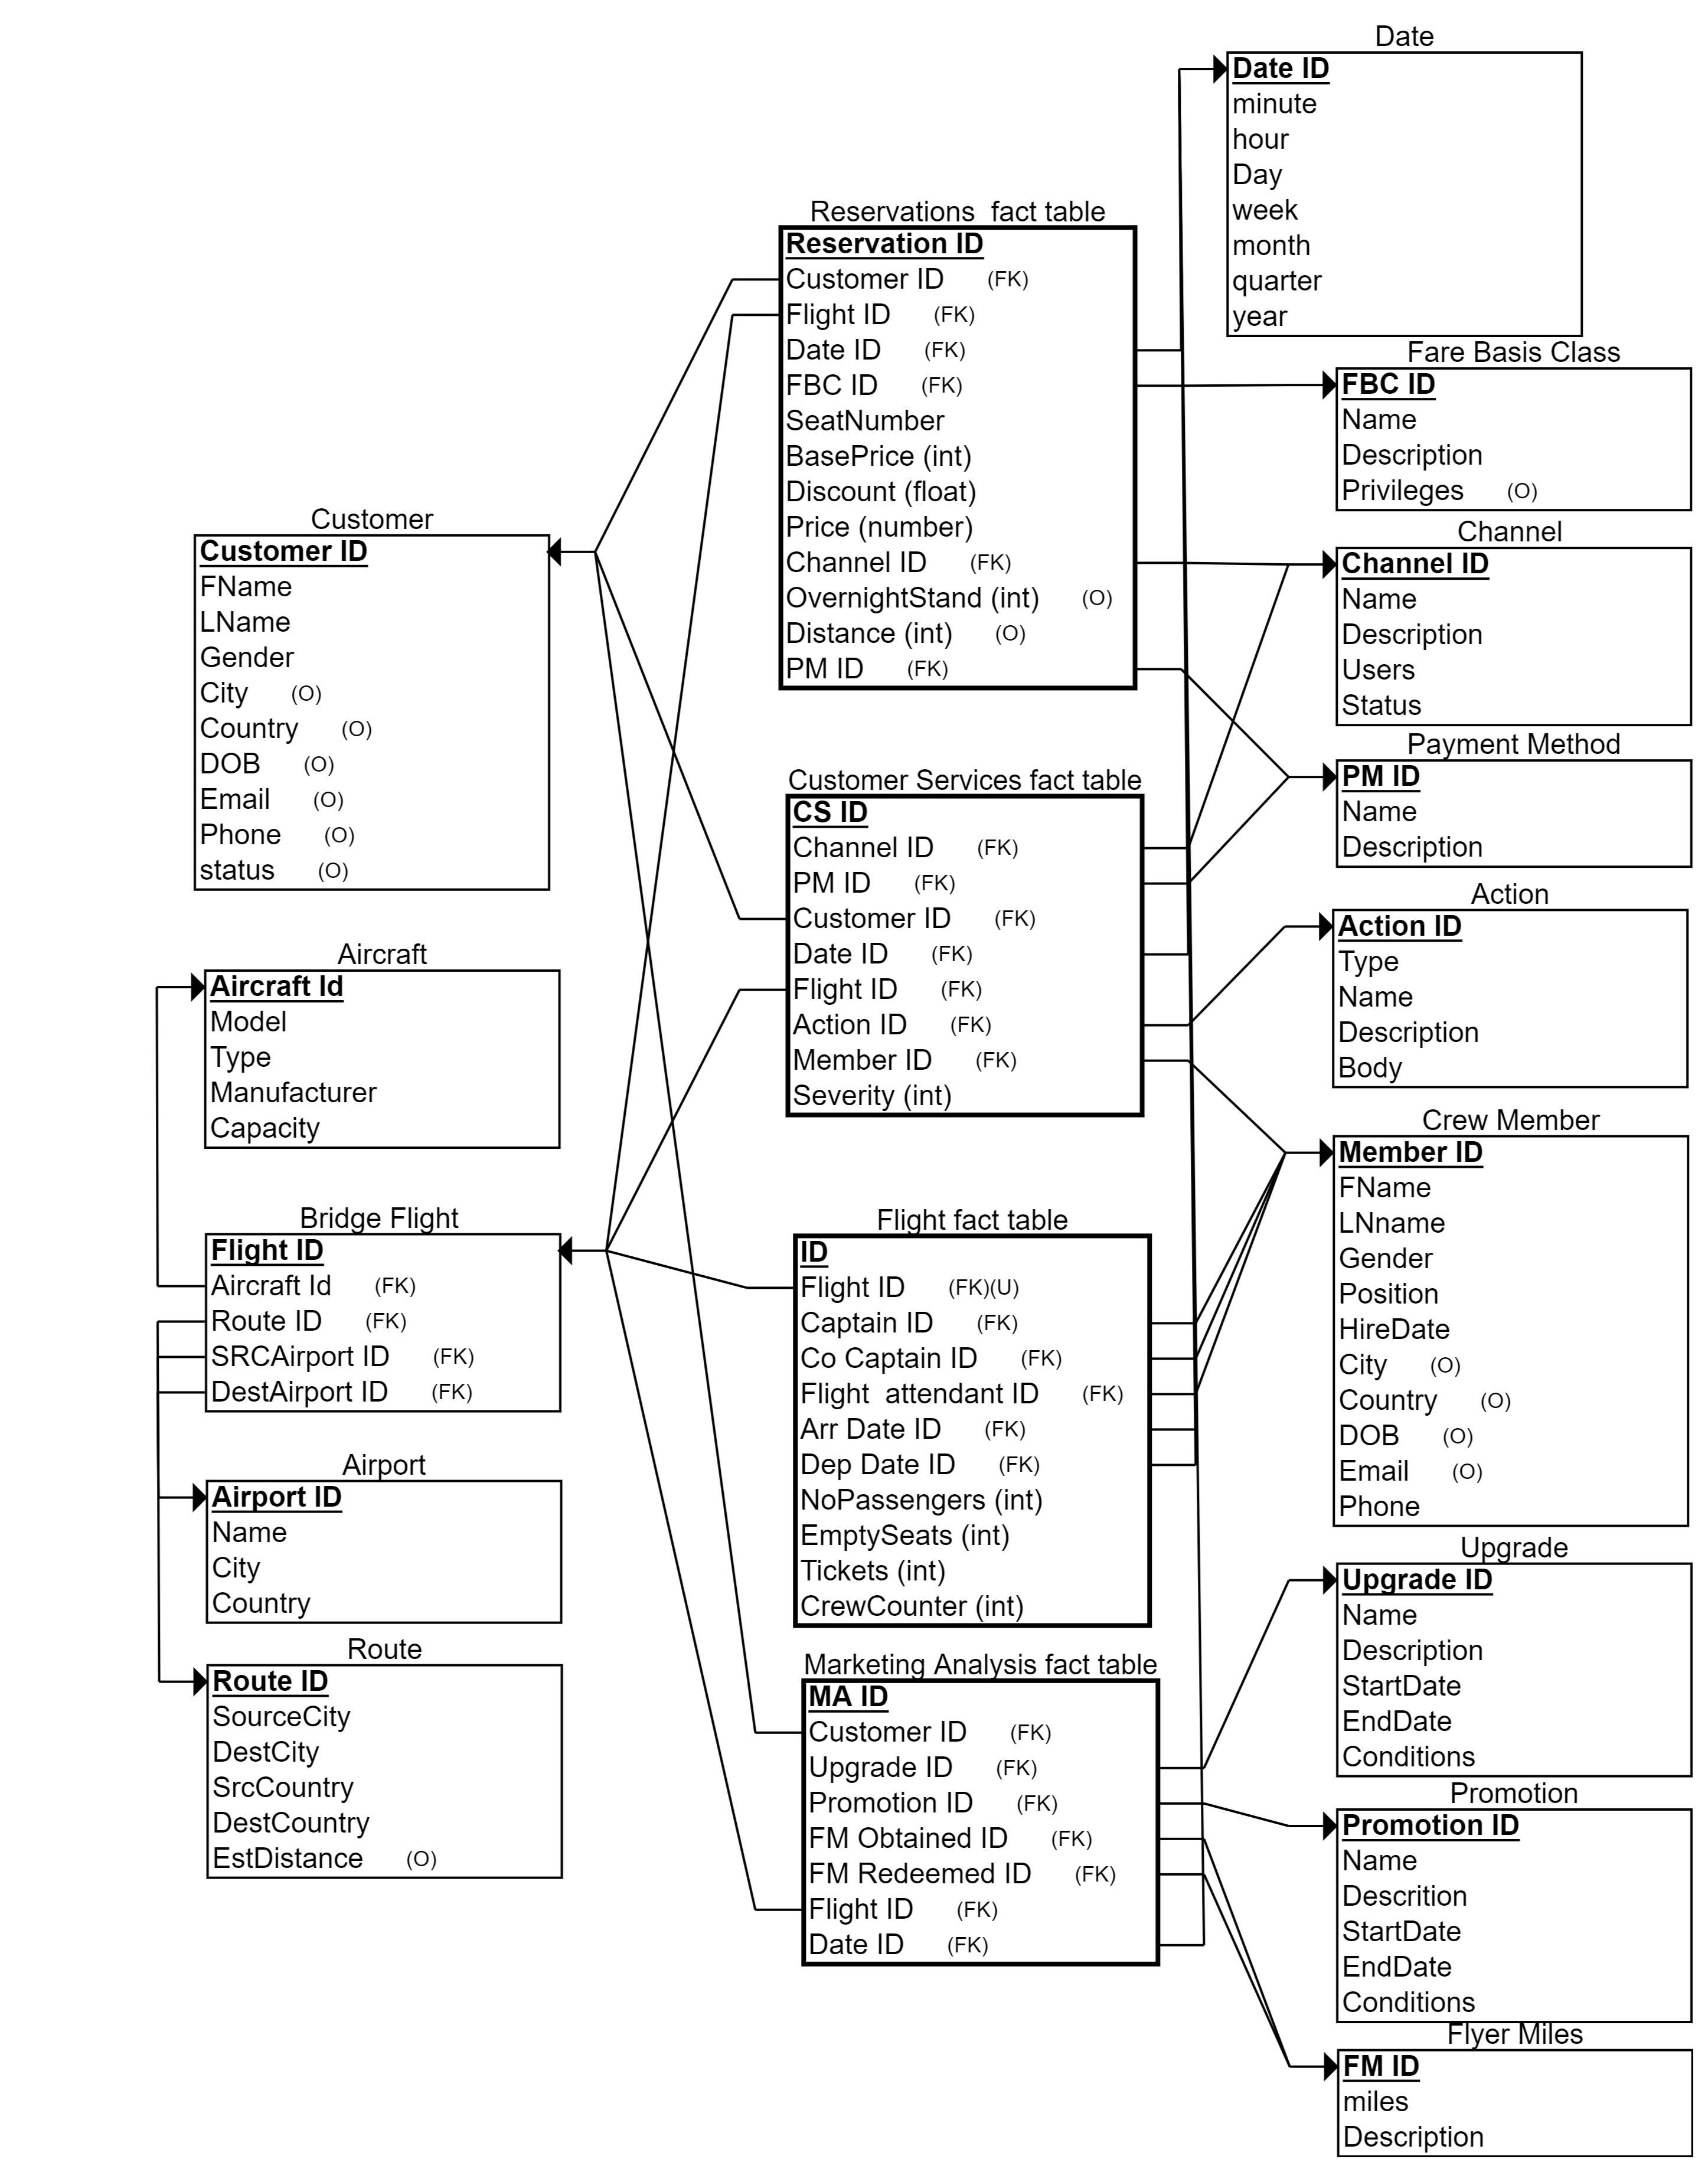 Date
Date ID
minute
hour
Day
week
month
quarter
year
Reservations  fact table
Reservation ID
Customer ID (FK)
Flight ID (FK)
Date ID (FK)
FBC ID (FK)
SeatNumber
BasePrice (int)
Discount (float)
Price (number)
Channel ID (FK)
OvernightStand (int) (O)
Distance (int) (O)
PM ID (FK)
Fare Basis Class
FBC ID
Name
Description
Privileges (O)
Channel
Channel ID
Name
Description
Users
Status
Payment Method
PM ID
Name
Description
Customer
Customer ID
FName
LName
Gender
City (O)
Country (O)
DOB (O)
Email (O)
Phone (O)
status (O)
Customer Services fact table
CS ID
Channel ID (FK)
PM ID (FK)
Customer ID (FK)
Date ID (FK)
Flight ID (FK)
Action ID (FK)
Member ID (FK)
Severity (int)
Action
Action ID
Type
Name
Description
Body
Aircraft
Aircraft Id
Model
Type
Manufacturer
Capacity
Crew Member
Member ID
FName
LNname
Gender
Position
HireDate
City (O)
Country (O)
DOB (O)
Email (O)
Phone
Bridge Flight
Flight ID
Aircraft Id (FK)
Route ID (FK)
SRCAirport ID (FK)
DestAirport ID (FK)
Flight fact table
ID
Flight ID (FK)(U)
Captain ID (FK)
Co Captain ID (FK)
Flight  attendant ID (FK)
Arr Date ID (FK)
Dep Date ID (FK)
NoPassengers (int)
EmptySeats (int)
Tickets (int)
CrewCounter (int)
Airport
Airport ID
Name
City
Country
Route
Route ID
SourceCity
DestCity
SrcCountry
DestCountry
EstDistance (O)
Marketing Analysis fact table
MA ID
Customer ID (FK)
Upgrade ID (FK)
Promotion ID (FK)
FM Obtained ID (FK)
FM Redeemed ID (FK)
Flight ID (FK)
Date ID (FK)
Upgrade
Upgrade ID
Name
Description
StartDate
EndDate
Conditions
Promotion
Promotion ID
Name
Descrition
StartDate
EndDate
Conditions
Flyer Miles
FM ID
miles
Description